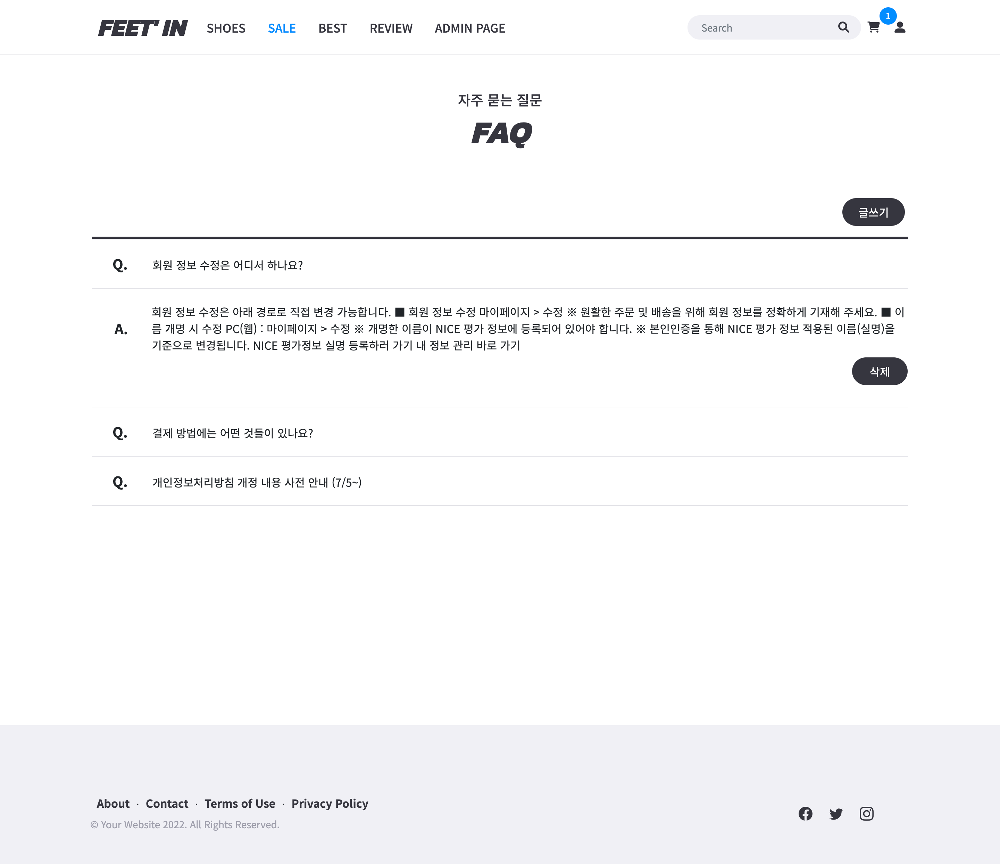 FEET' IN SHOES SALE BEST REVIEW ADMIN PAGE Search 1
자주 묻는 질문
FAQ
글쓰기
Q. 회원 정보 수정은 어디서 하나요?
회원 정보 수정은 아래 경로로 직접 변경 가능합니다. ■ 회원 정보 수정 마이페이지 > 수정 ※ 원활한 주문 및 배송을 위해 회원 정보를 정확하게 기재해 주세요. ■ 이
A. 름 개명 시 수정 PC(웹) : 마이페이지 > 수정 ※ 개명한 이름이 NICE 평가 정보에 등록되어 있어야 합니다. ※ 본인인증을 통해 NICE 평가 정보 적용된 이름(실명)을
기준으로 변경됩니다. NICE 평가정보 실명 등록하러 가기 내 정보 관리 바로 가기
삭제
Q. 결제 방법에는 어떤 것들이 있나요?
Q. 개인정보처리방침 개정 내용 사전 안내 (7/5~)
About · Contact · Terms of Use · Privacy Policy
© Your Website 2022. All Rights Reserved.